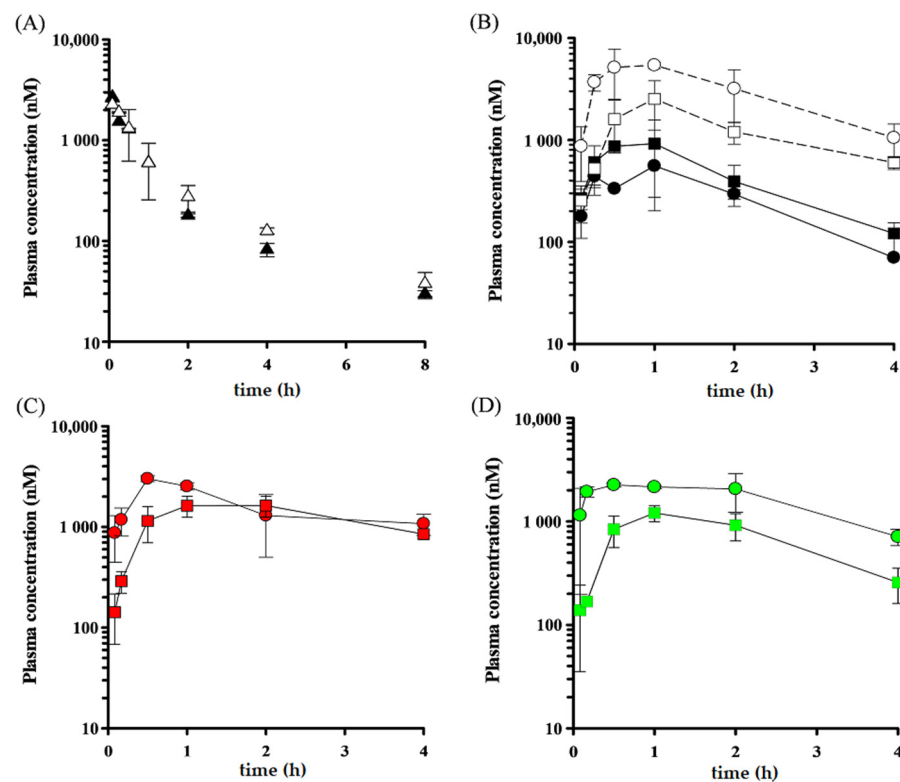 (A)
Plasma concentration (nM)
10,000
1 000
100
10
0 2 4 6 8
time (h)
(B)
Plasma concentration (nM)
10,000
1 000
100
10
0 1 2 3 4
time (h)
(C)
Plasma concentration (nM)
10,000
1 000
100
10
0 1 2 3 4
time (h)
(D)
Plasma concentration (nM)
10,000
1 000
100
10
0 1 2 3 4
time (h)